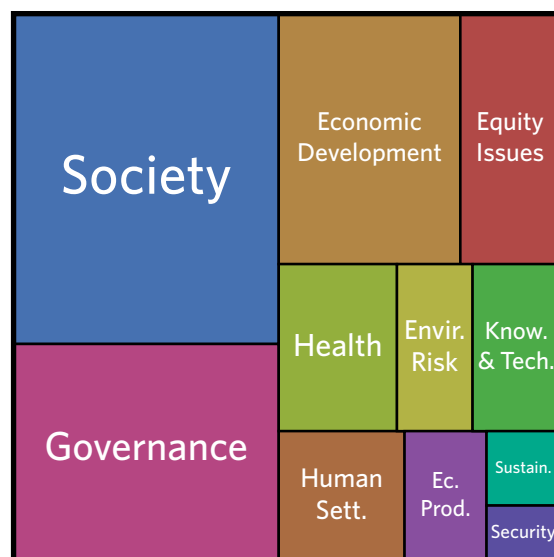 Society
Economic
Development
Equity
Issues
Health
Envir.
Risk
Know.
& Tech.
Governance
Human
Sett.
Ec.
Prod.
Sustain.
Security